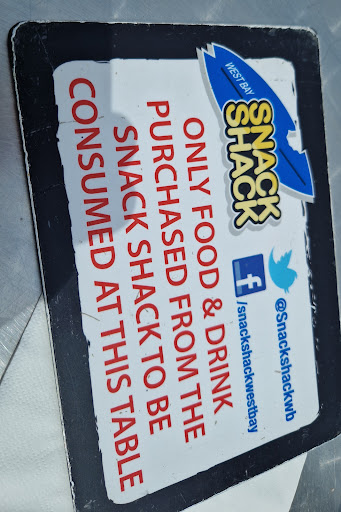 WEST BAY
SNACK
SHACK
@Snackshackwb
/snackshackwestbay
ONLY FOOD & DRINK
PURCHASED FROM THE
SNACK SHACK TO BE
CONSUMED AT THIS TABLE